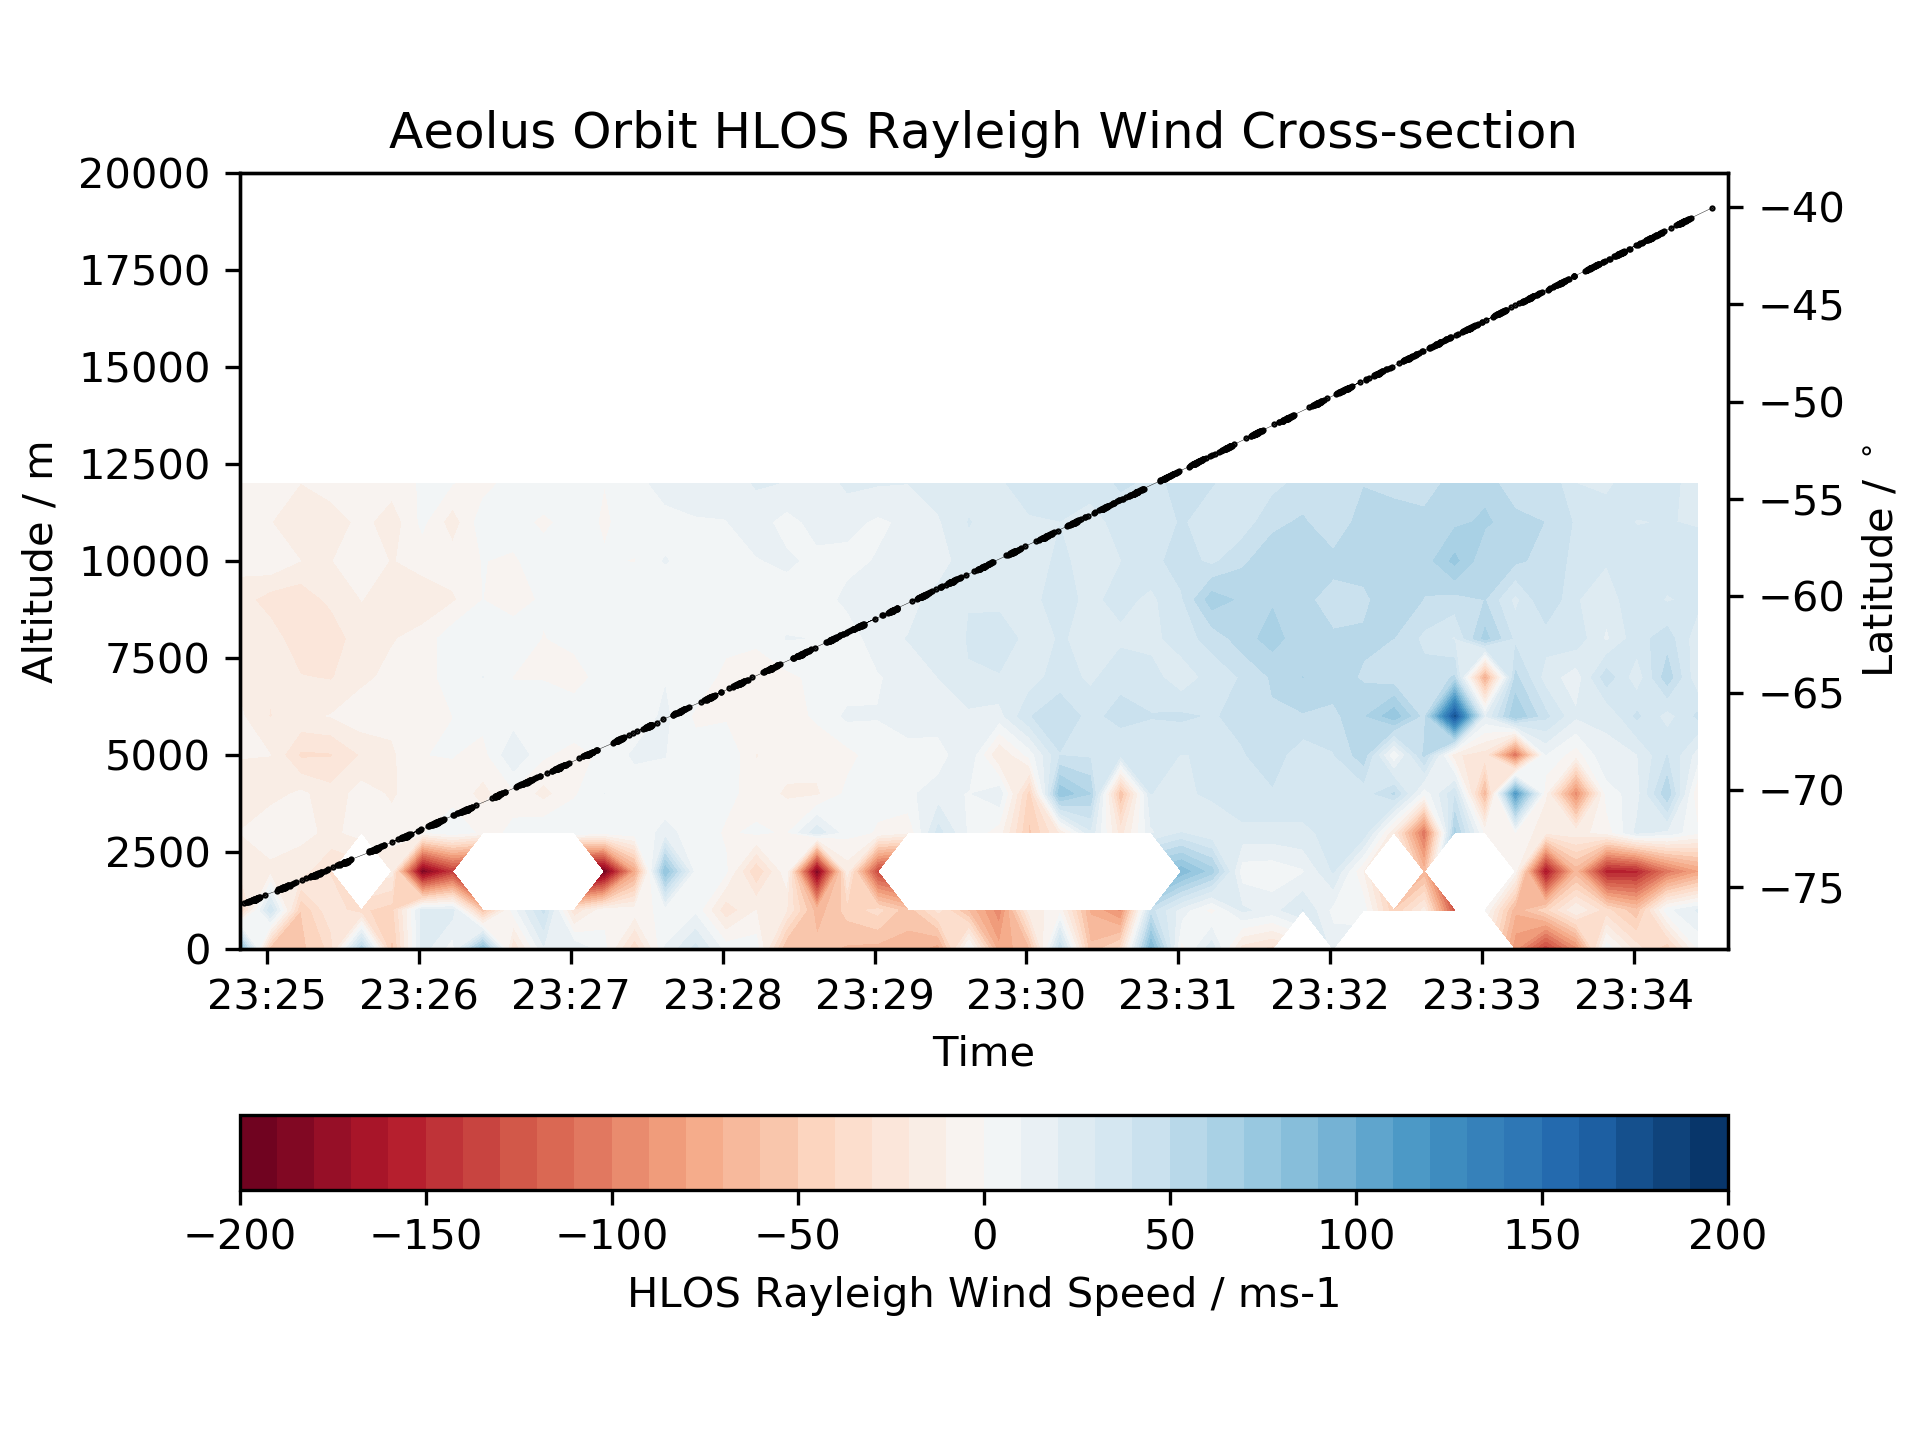 Aeolus Orbit HLOS Rayleigh Wind Cross-section
20000
17500
15000
12500
10000
7500
5000
2500
0
Altitude / m
−40
−45
−50
−55
−60
−65
−70
−75
Latitude / °
23:25 23:26 23:27 23:28 23:29 23:30 23:31 23:32 23:33 23:34
Time
−200 −150 −100 −50 0 50 100 150 200
HLOS Rayleigh Wind Speed / ms-1